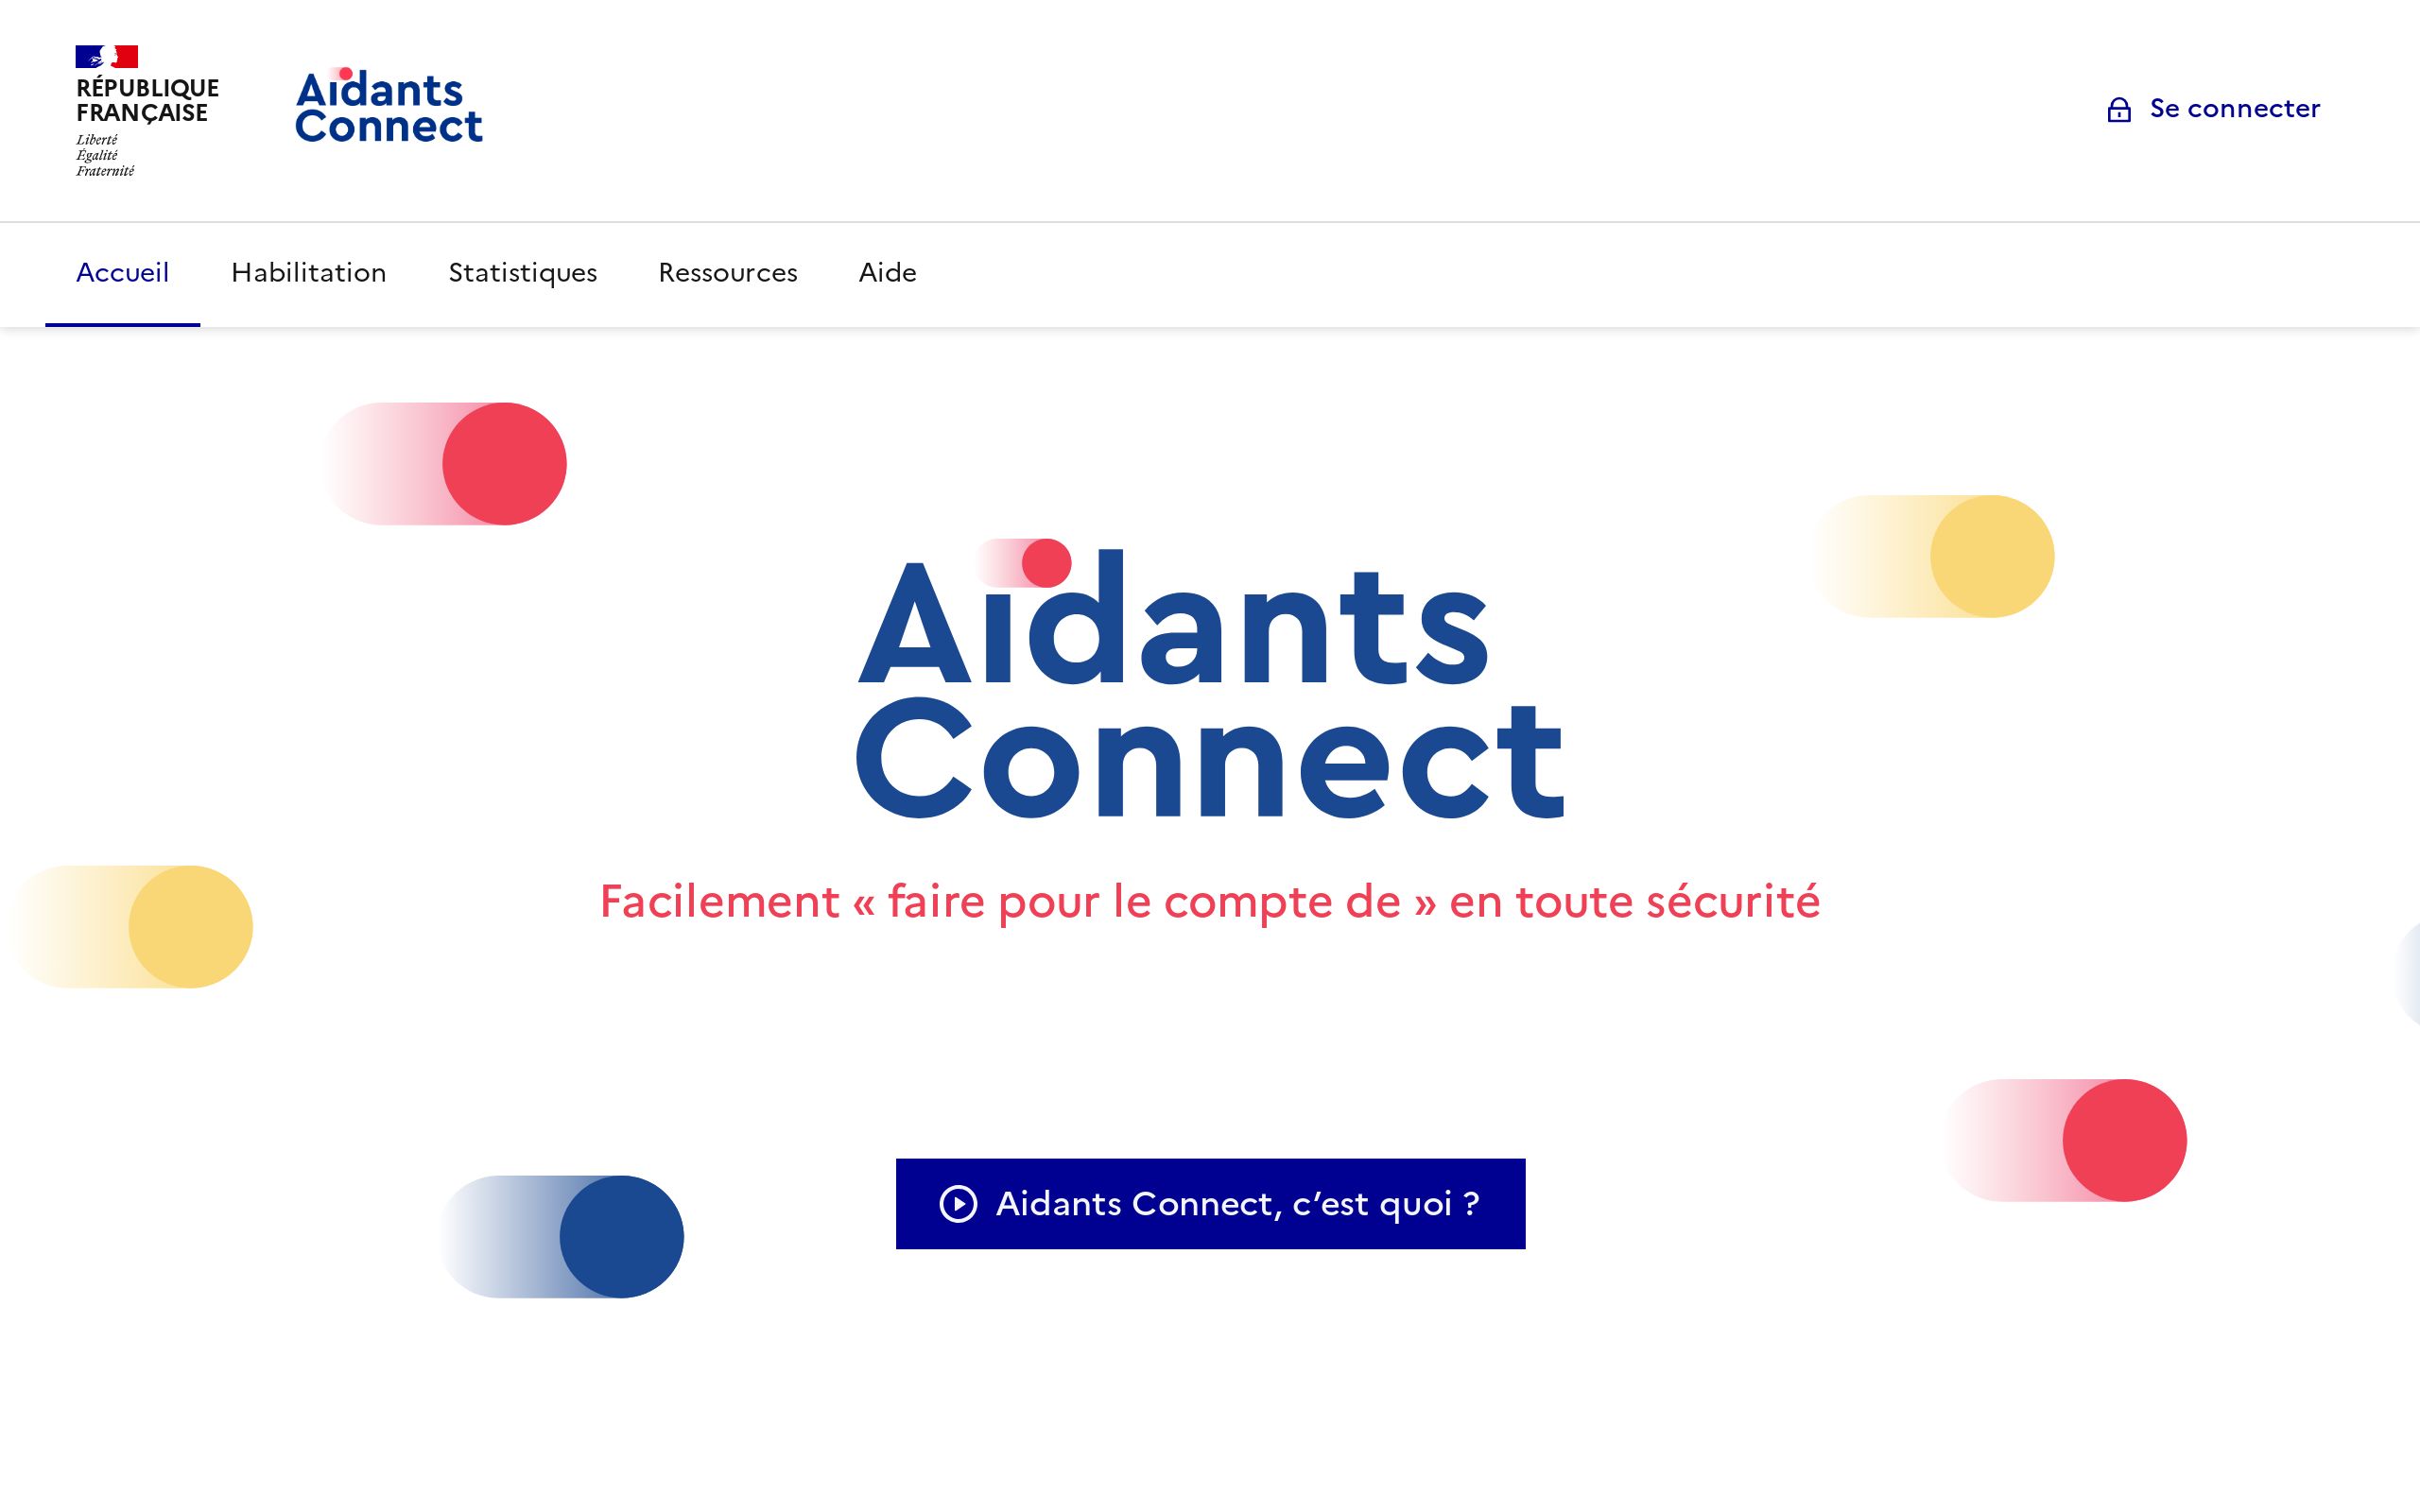 RÉPUBLIQUE
FRANÇAISE
Liberté
Égalité
Fraternité
Aidants
Connect
Se connecter
Accueil Habilitation Statistiques Ressources Aide
Aidants
Connect
Facilement « faire pour le compte de » en toute sécurité
Aidants Connect, c’est quoi ?